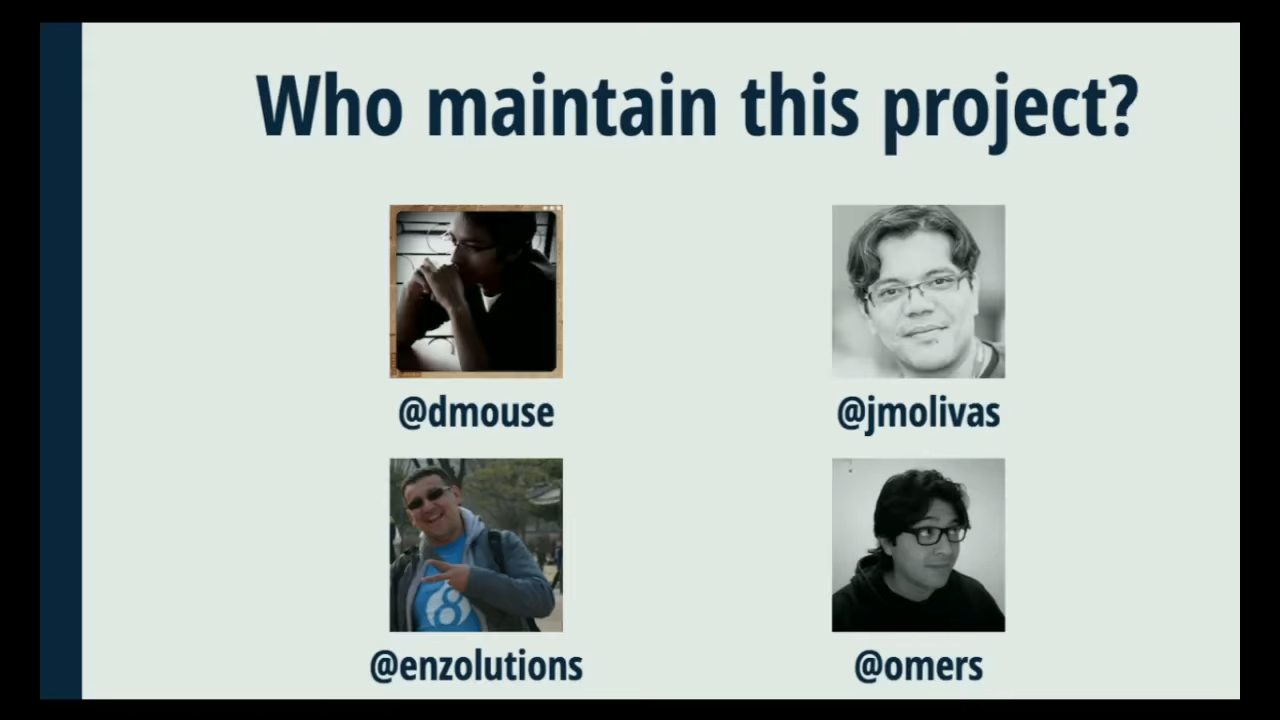 Who maintain this project?
@dmouse
@jmolivas
@enzolutions
@omers